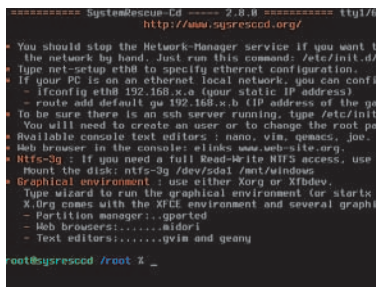 =========== SystemRescue-Cd ----- 2.8.0 =========== tty1/6
http://www.sysresccd.org/
* You should stop the Network-Manager service if you want t
the network by hand. Just run this command: /etc/init.d/
* Type net-setup eth0 to specify ethernet configuration.
* If your PC is on an ethernet local network, you can confi
- ifconfig eth0 192.168.x.a (your static IP address)
- route add default gw 192.168.x.b (IP address of the ga
* To be sure there is an ssh server running, type /etc/init
You will need to create an user or to change the root pa
* Available console text editors : nano, vim, qemacs, joe.
* Web browser in the console: elinks www.web-site.org.
* Ntfs-3g : If you need a full Read-Write NTFS access, use
Mount the disk: ntfs-3g /dev/sda1 /mnt/windows
* Graphical environment : use either Xorg or Xfbdev.
Type wizard to run the graphical environment (or startx
X.Org comes with the XFCE environment and several graphi
- Partition manager:..gparted
- Web browsers:.......midori
- Text editors:.......gvim and geany
root@sysresccd /root % _